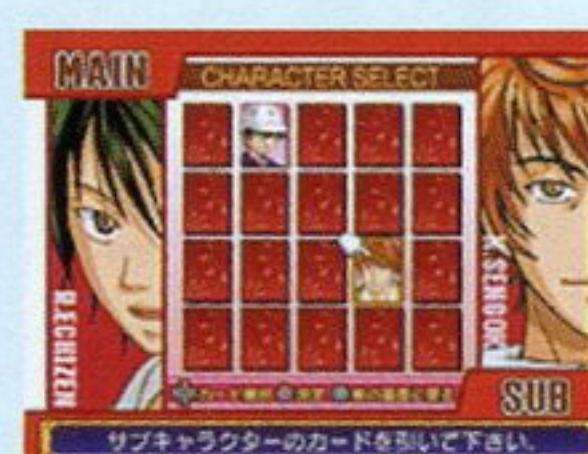 MAIN
CHARACTER SELECT
R.ECHIZEN
K.SENGOKU
SUB
サブキャラクターのカードを引いて下さい。